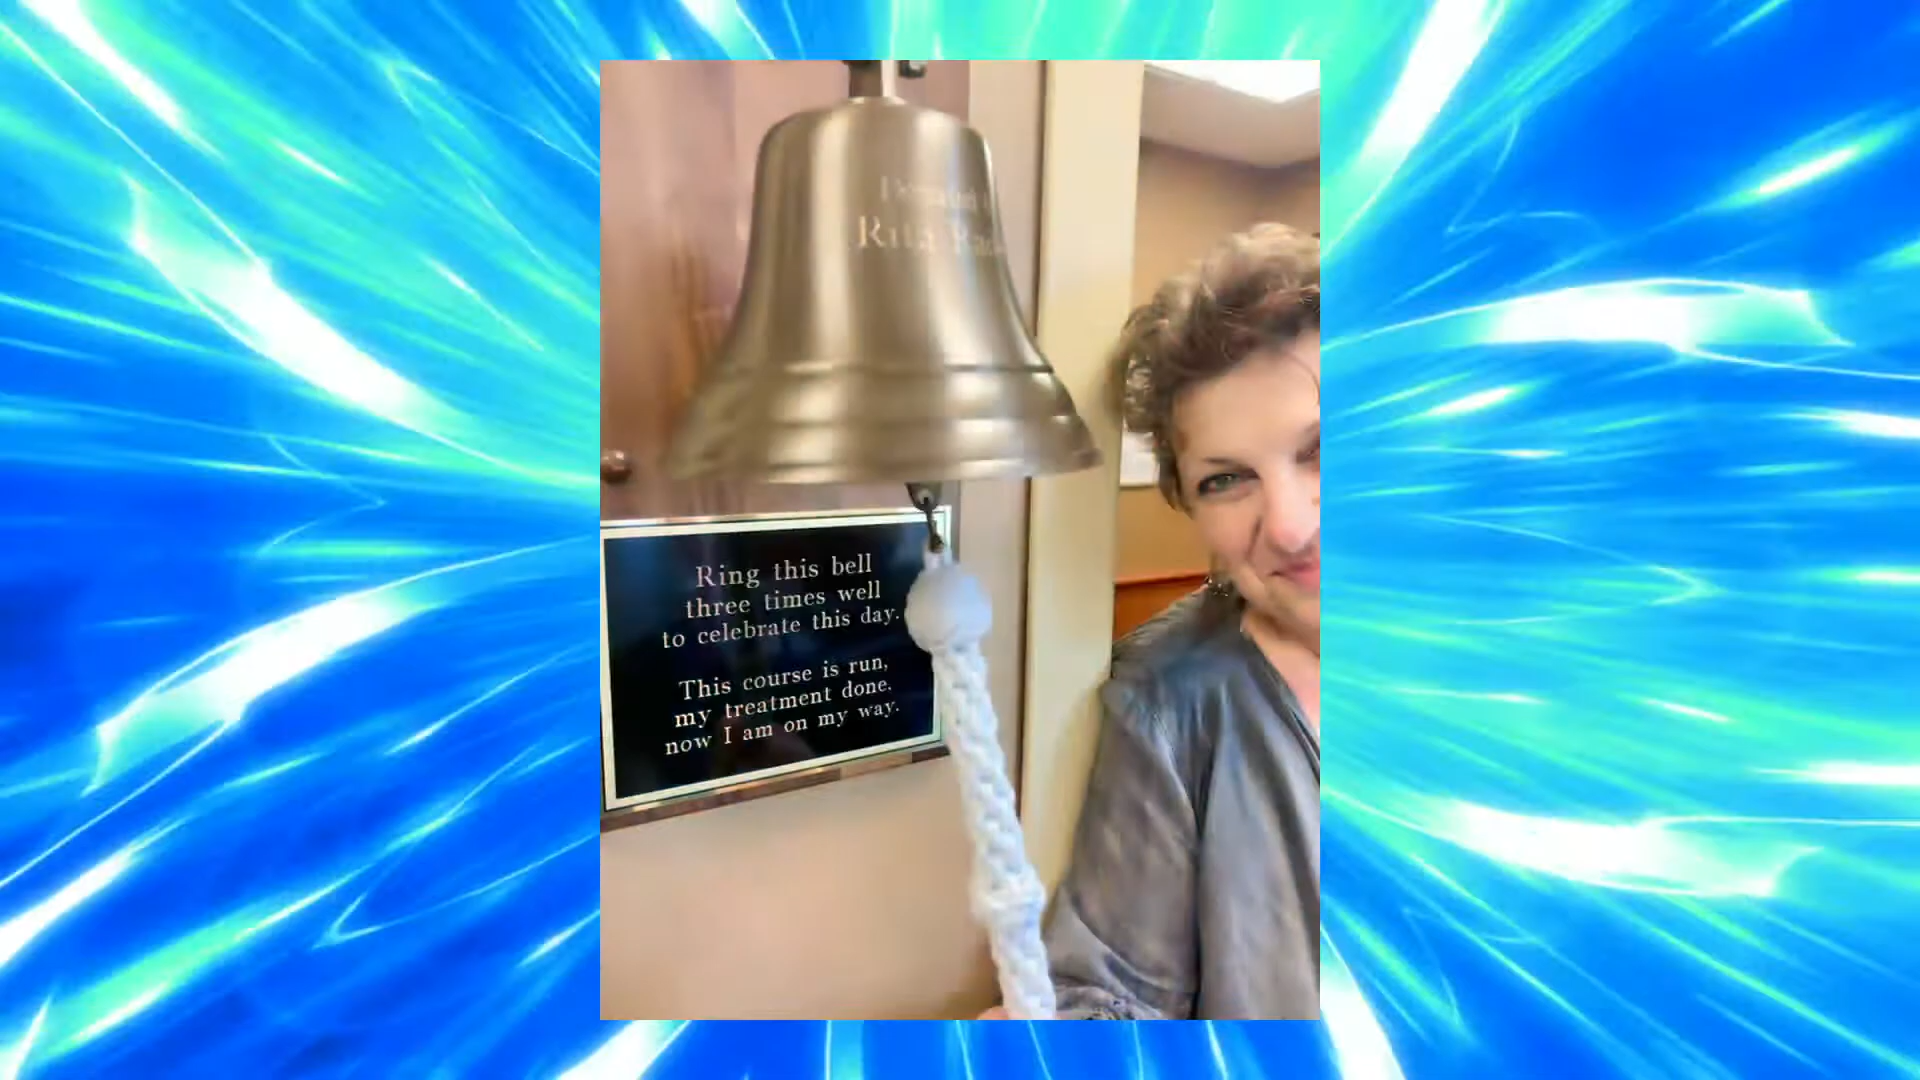 Rita
Ring this bell
three times well
to celebrate this day.
This course is run,
my treatment done.
now I am on my way.